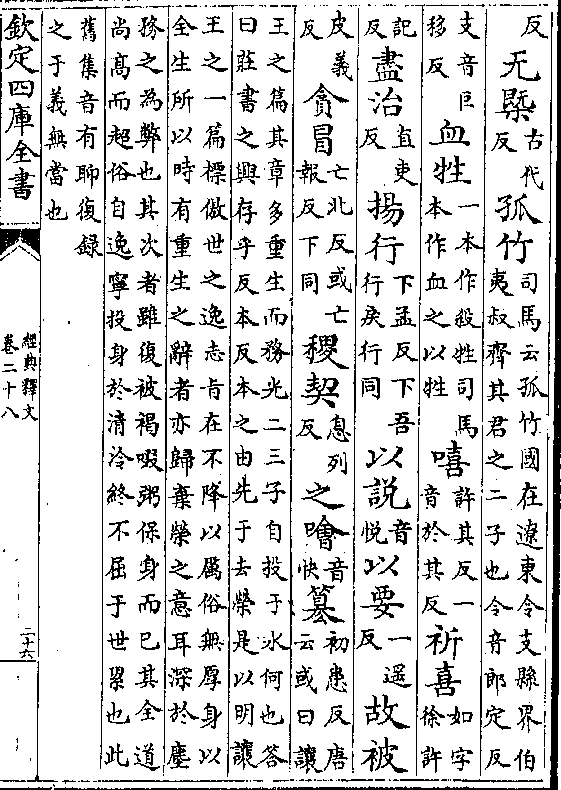 反无槩古代反孤竹司馬云孤竹國在遼東令支縣界伯夷叔齊其君之二子也令音郎定反
支音巨移反血牲一本作殺牲司馬本作血之以牲嘻許其反一音於其反祈喜如字徐許
記反盡治直吏反揚行下孟反下吾行戾行同以説音悦以要一遥反故被
皮義反貪冒亡北反或亡報反下同稷契息列反之噲音快簒初患反唐云或曰讓
王之篇其章多重生而務光二三子自投于水何也答
曰莊書之興存乎反本反本之由先于去榮是以明讓
王之一篇標傲世之逸志旨在不降以厲俗無厚身以
全生所以時有重生之辭者亦歸棄榮之意耳深於塵
務之為弊也其次者雖復被褐啜粥保身而已其全道
尚高而超俗自逸寧投身於清泠終不屈于世累也此
舊集音有聊復録
之于義無當也
欽定四庫全書
經典釋文
卷二十八
二十六